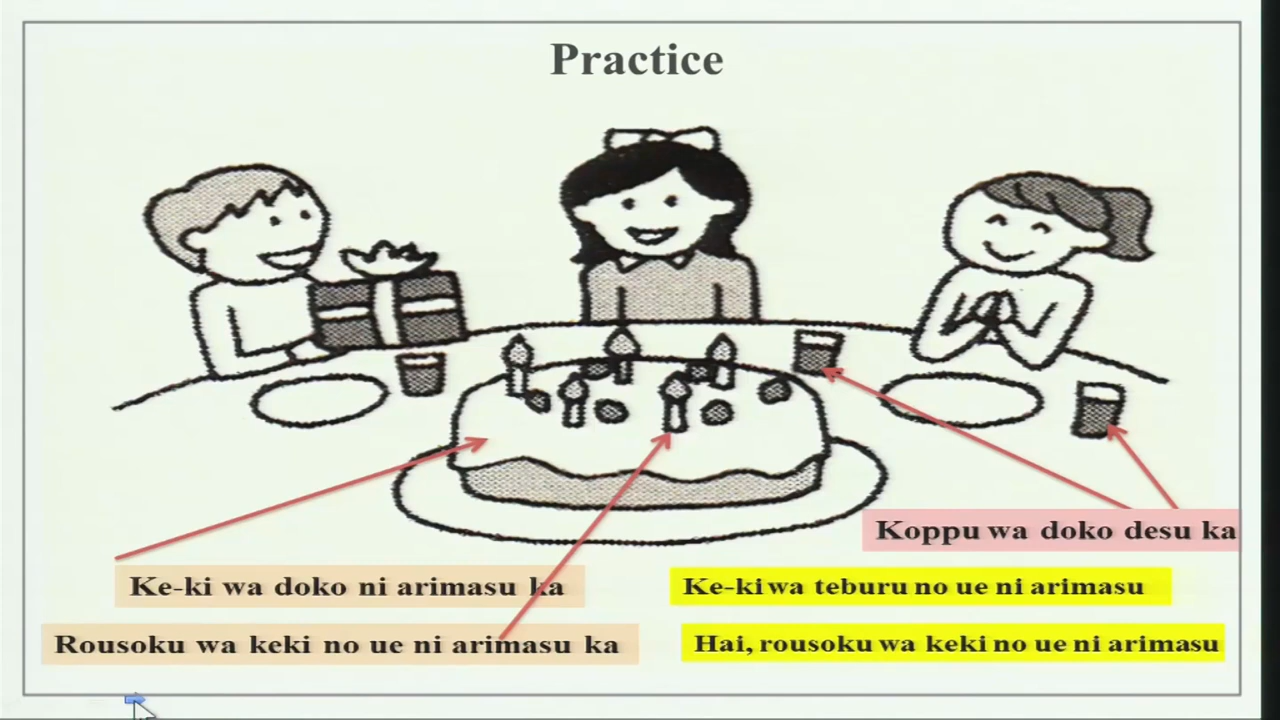 Practice
Koppu wa doko desu ka
Ke-ki wa doko ni arimasu ka
Ke-ki wa teburu no ue ni arimasu
Rousoku wa keki no ue ni arimasu ka
Hai, rousoku wa keki no ue ni arimasu